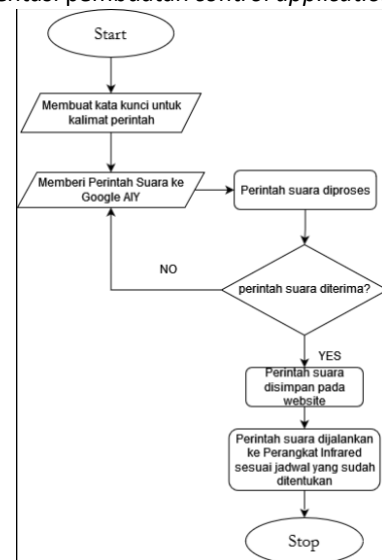 pembuatan control application
Start
Membuat kata kunci untuk
kalimat perintah
Memberi Perintah Suara ke
Google AIY
Perintah suara diproses
NO
perintah suara diterima?
YES
Perintah suara
disimpan pada
website
Perintah suara dijalankan
ke Perangkat Infrared
sesuai jadwal yang sudah
ditentukan
Stop